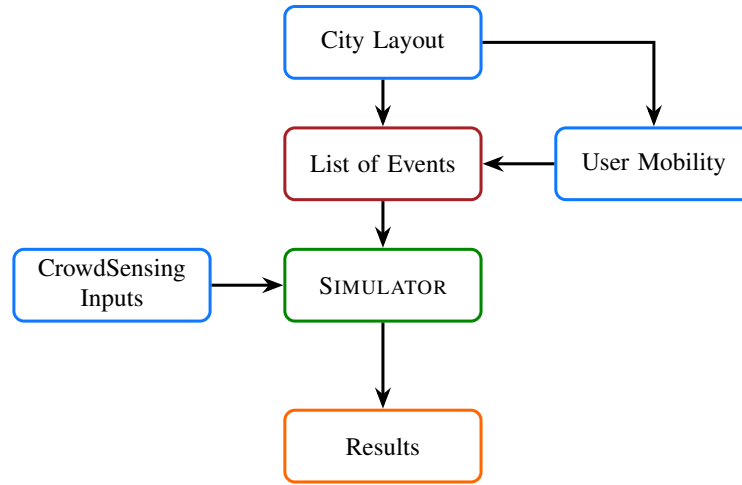 City Layout
List of Events
User Mobility
CrowdSensing
Inputs
SIMULATOR
Results